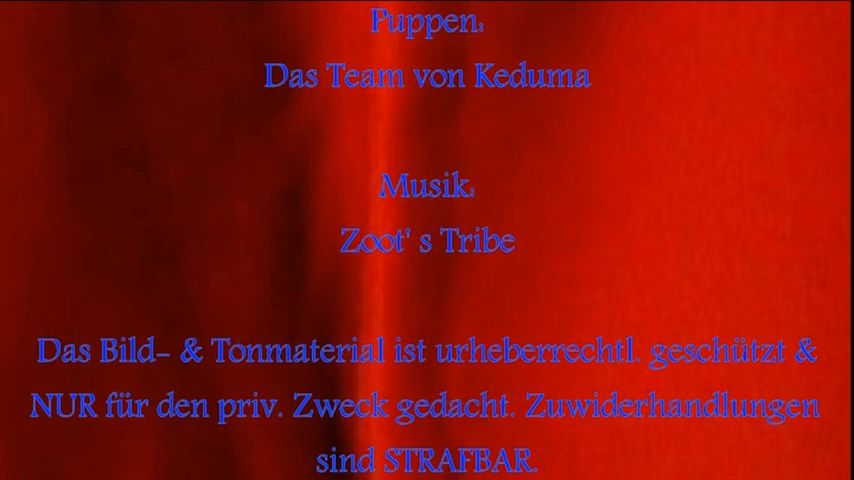 Puppen:
Das Team von Keduma
Musik:
Zoot' s Tribe
Das Bild- & Tonmaterial ist urheberrechtl. geschützt &
NUR für den priv. Zweck gedacht. Zuwiderhandlungen
sind STRAFBAR.